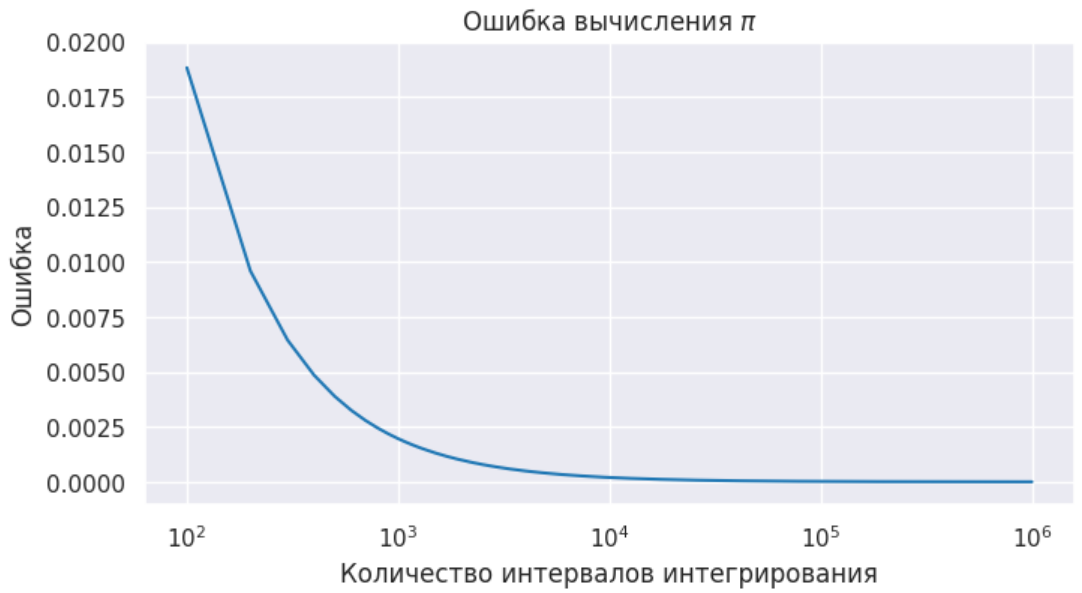 Ошибка вычисления π
0.0200
0.0175
0.0150
0.0125
0.0100
0.0075
0.0050
0.0025
0.0000
Ошибка
10² 10³ 10⁴ 10⁵ 10⁶
Количество интервалов интегрирования